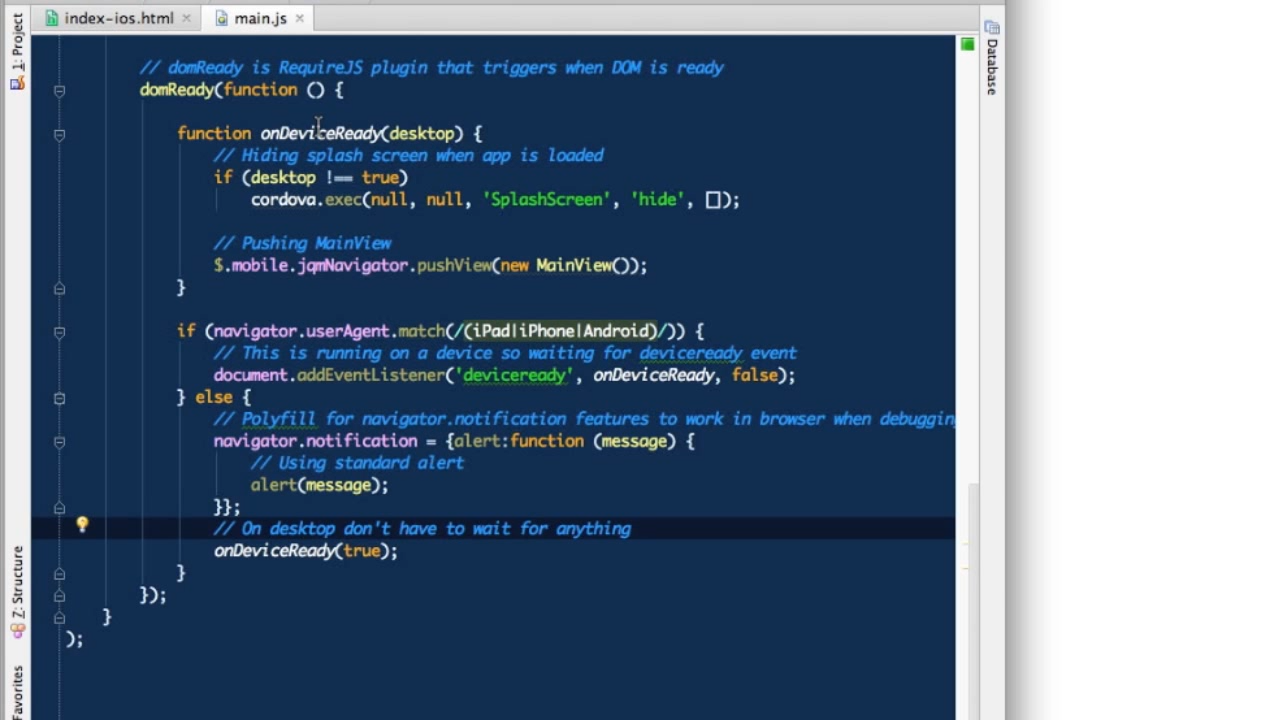 index-ios.html
main.js
1: Project
Database
// domReady is RequireJS plugin that triggers when DOM is ready
domReady(function () {
function onDeviceReady(desktop) {
// Hiding splash screen when app is loaded
if (desktop !== true)
cordova.exec(null, null, 'SplashScreen', 'hide', []);
// Pushing MainView
$.mobile.jqmNavigator.pushView(new MainView());
}
if (navigator.userAgent.match(/(iPad|iPhone|Android)/)) {
// This is running on a device so waiting for deviceready event
document.addEventListener('deviceready', onDeviceReady, false);
} else {
// Polyfill for navigator.notification features to work in browser when debugging
navigator.notification = {alert:function (message) {
// Using standard alert
alert(message);
}};
// On desktop don't have to wait for anything
onDeviceReady(true);
}
});
}
);
Z: Structure
Favorites